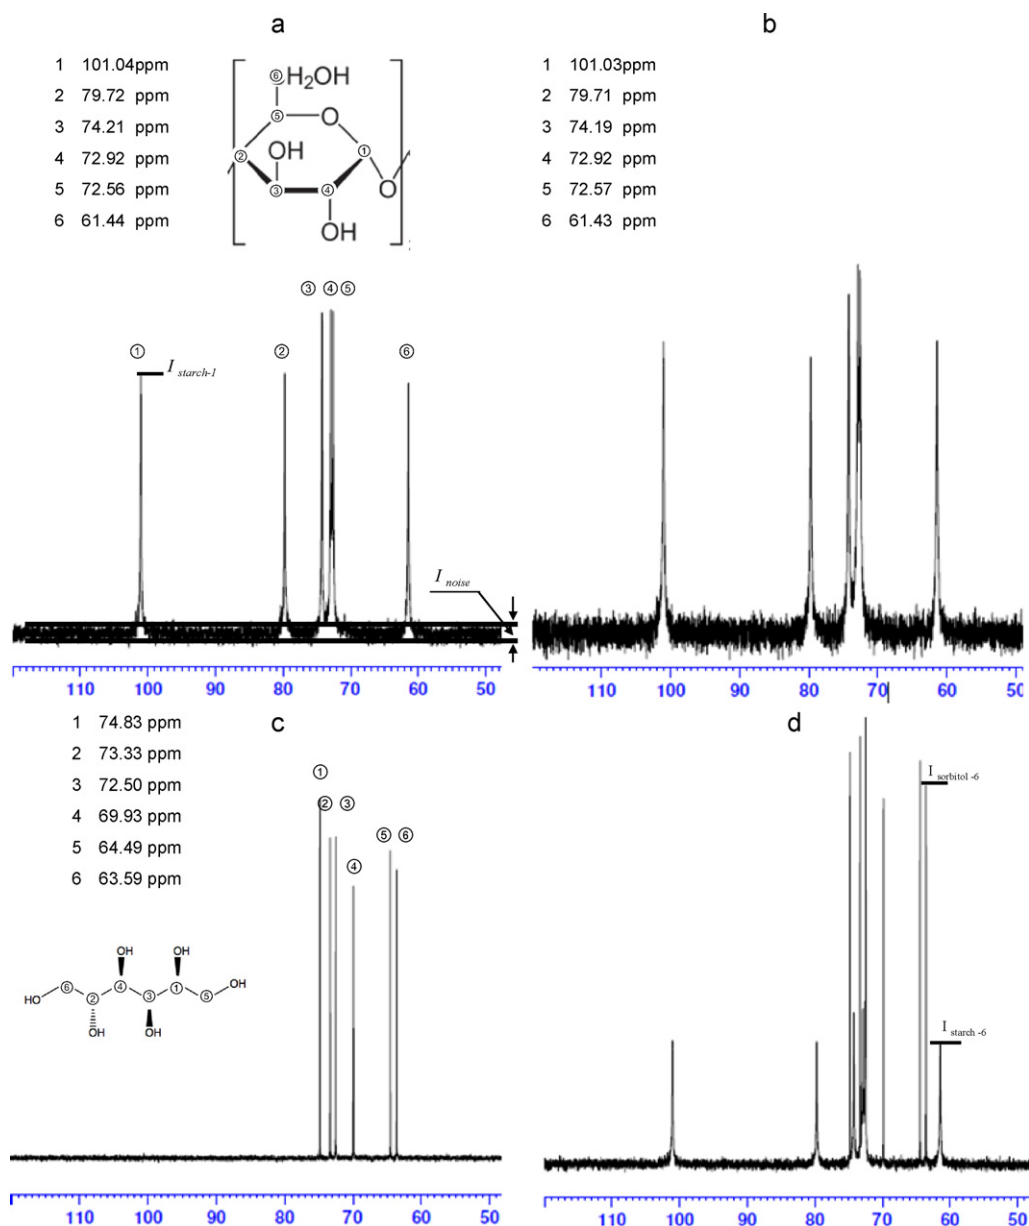 a
1 101.04ppm
2 79.72 ppm
3 74.21 ppm
4 72.92 ppm
5 72.56 ppm
6 61.44 ppm
⑥H₂OH
⑤ O
OH
② ①
③ ④ O
OH
③ ④ ⑤
① ② ⑥
I starch-1
I noise
110 100 90 80 70 60 50
b
1 101.03ppm
2 79.71 ppm
3 74.19 ppm
4 72.92 ppm
5 72.57 ppm
6 61.43 ppm
110 100 90 80 70 60 50
c
1 74.83 ppm
2 73.33 ppm
3 72.50 ppm
4 69.93 ppm
5 64.49 ppm
6 63.59 ppm
①
② ③
⑤ ⑥
④
OH OH
⑥ ④ ① OH
HO ② ③ ⑤
OH OH
110 100 90 80 70 60 50
d
I sorbitol -6
I starch -6
100 90 80 70 60 50